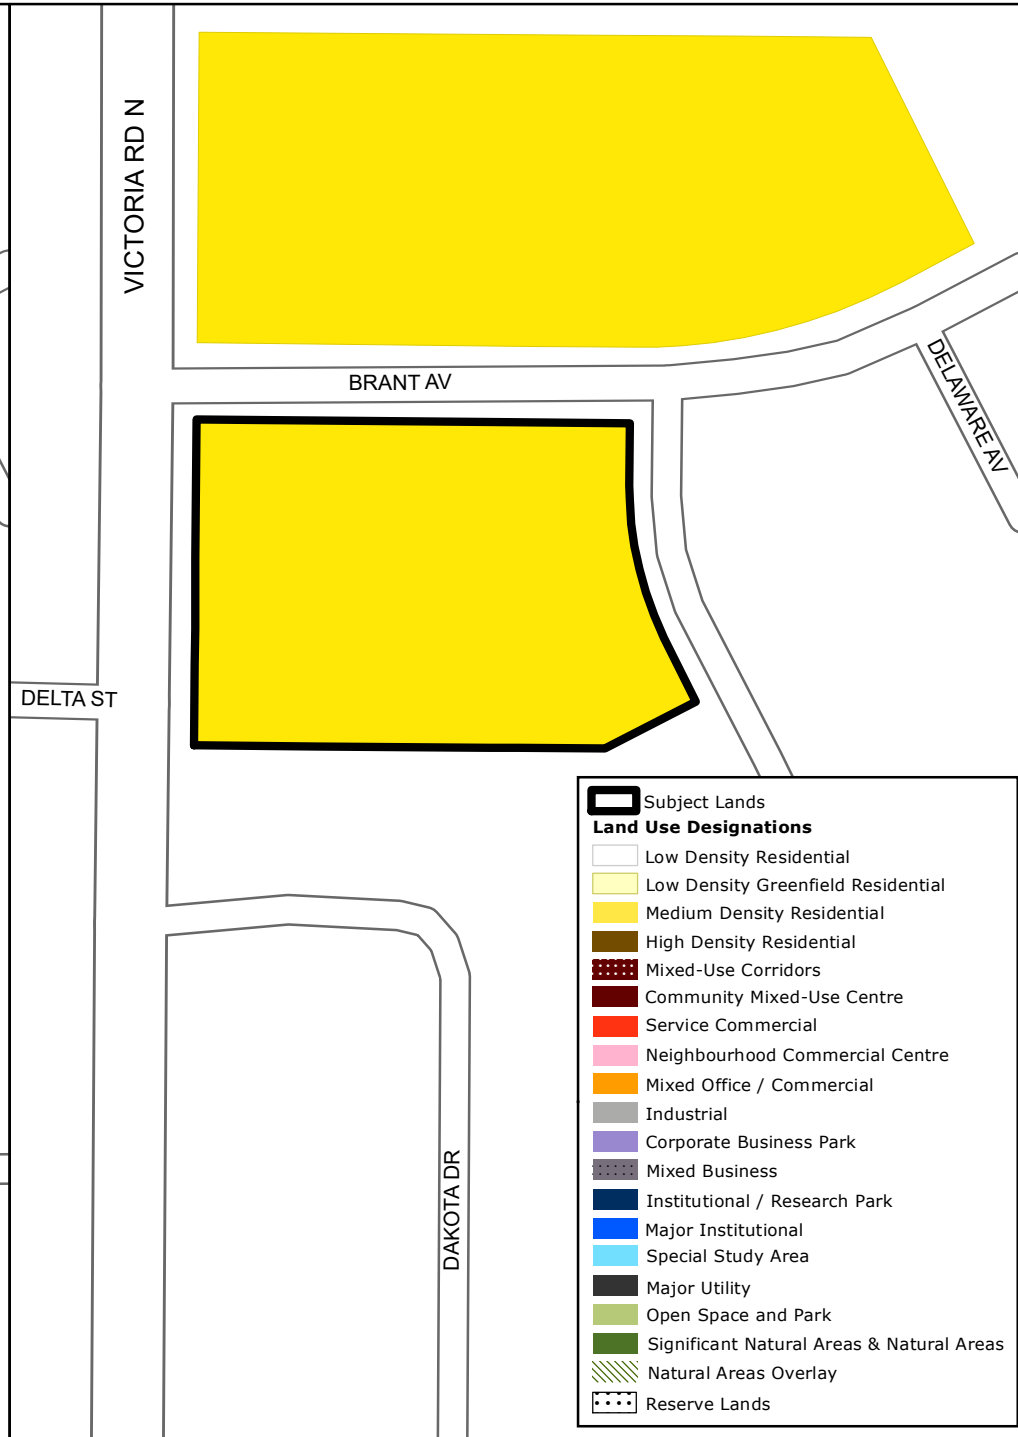 VICTORIA RD N
BRANT AV
DELAWARE AV
DELTA ST
DAKOTA DR
Subject Lands
Land Use Designations
Low Density Residential
Low Density Greenfield Residential
Medium Density Residential
High Density Residential
Mixed-Use Corridors
Community Mixed-Use Centre
Service Commercial
Neighbourhood Commercial Centre
Mixed Office / Commercial
Industrial
Corporate Business Park
Mixed Business
Institutional / Research Park
Major Institutional
Special Study Area
Major Utility
Open Space and Park
Significant Natural Areas & Natural Areas
Natural Areas Overlay
Reserve Lands